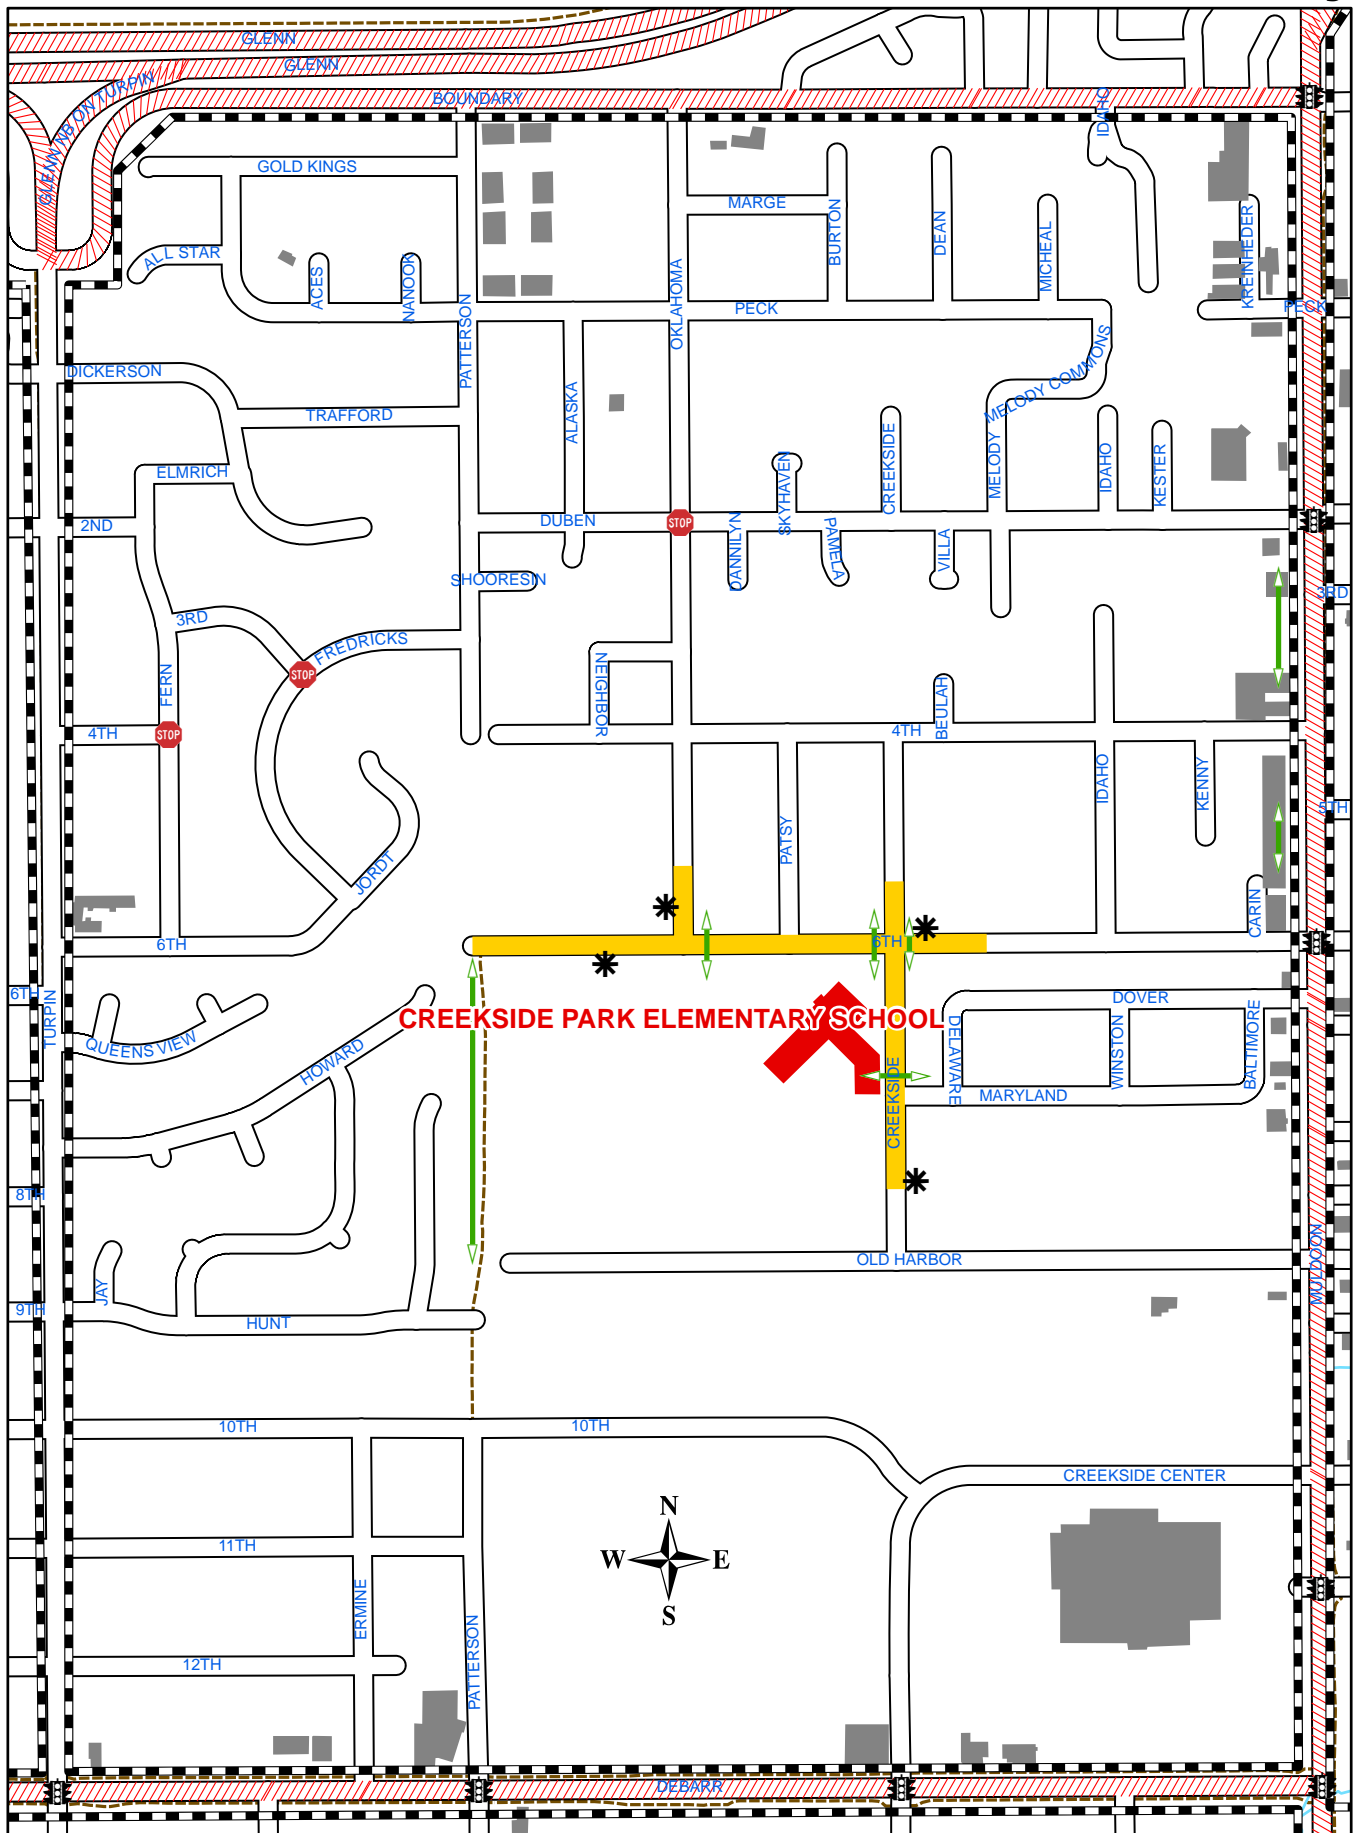 GLENN
GLENN
GLENN NB ON TURPIN
BOUNDARY
IDAHO
GOLD KINGS
MARGE
BURTON
DEAN
MICHEAL
KREINHEDER
ALL STAR
ACES
NANOOK
PATTERSON
OKLAHOMA
PECK
PECK
DICKERSON
TRAFFORD
ALASKA
MELODY COMMONS
ELMRICH
SKYHAVEN
CREEKSIDE
MELODY
IDAHO
KESTER
2ND
DUBEN
STOP
DANNILYN
PAMELA
VILLA
SHOORESIN
3RD
3RD
FREDRICKS
STOP
FERN
NEIGHBOR
BEULAH
4TH
STOP
4TH
IDAHO
KENNY
5TH
PATSY
JORDT
CARIN
6TH
6TH
6TH
TURPIN
DOVER
CREEKSIDE PARK ELEMENTARY SCHOOL
QUEENS VIEW
HOWARD
DELAWARE
WINSTON
BALTIMORE
CREEKSIDE
MARYLAND
8TH
OLD HARBOR
MULDOON
JAY
9TH
HUNT
10TH
10TH
CREEKSIDE CENTER
N
11TH
W
E
S
ERMINE
PATTERSON
12TH
DEBARR